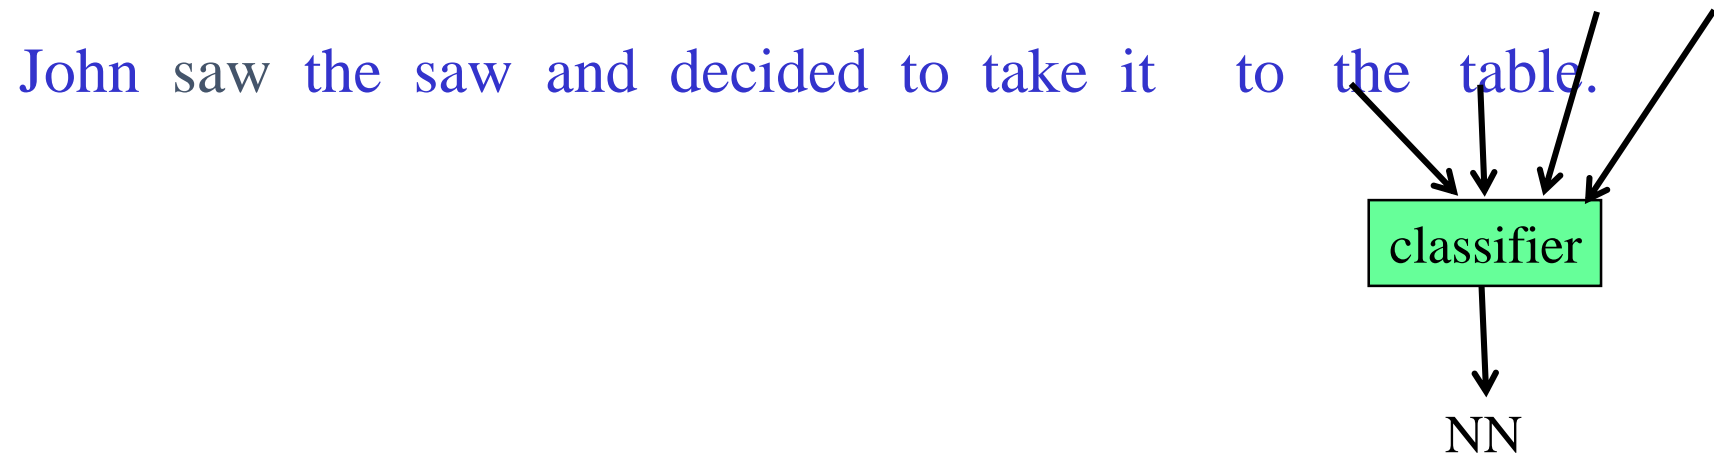 John saw the saw and decided to take it to the table.
classifier
NN